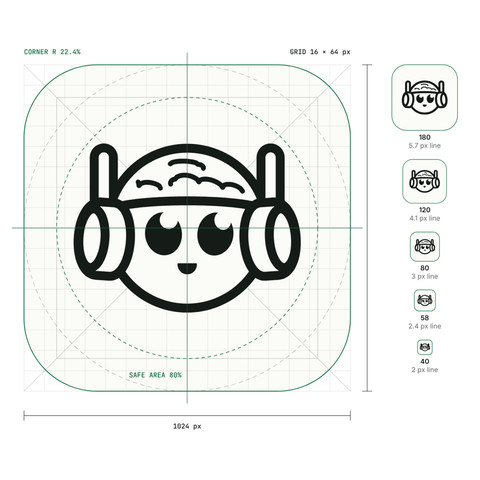 CORNER R 22.4%
GRID 16 × 64 px
SAFE AREA 80%
1024 px
180
5.7 px line
120
4.1 px line
80
3 px line
58
2.4 px line
40
2 px line